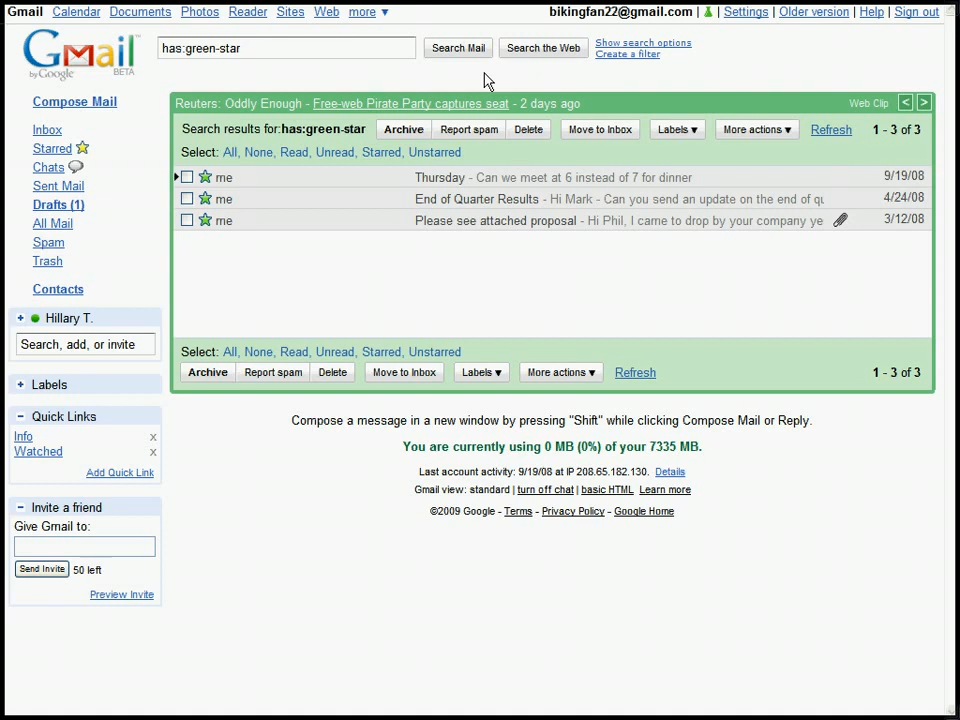 Gmail Calendar Documents Photos Reader Sites Web more ▼
bikingfan22@gmail.com | Settings | Older version | Help | Sign out
Gmail
by Google BETA
has:green-star
Search Mail
Search the Web
Show search options
Create a filter
Compose Mail
Inbox
Starred
Chats
Sent Mail
Drafts (1)
All Mail
Spam
Trash
Contacts
+ Hillary T.
Search, add, or invite
+ Labels
− Quick Links
Info x
Watched x
Add Quick Link
− Invite a friend
Give Gmail to:
Send Invite 50 left
Preview Invite
Reuters: Oddly Enough - Free-web Pirate Party captures seat - 2 days ago
Web Clip < >
Search results for:has:green-star Archive Report spam Delete Move to Inbox Labels ▼ More actions ▼ Refresh 1 - 3 of 3
Select: All, None, Read, Unread, Starred, Unstarred
me Thursday - Can we meet at 6 instead of 7 for dinner 9/19/08
me End of Quarter Results - Hi Mark - Can you send an update on the end of qu 4/24/08
me Please see attached proposal - Hi Phil, I came to drop by your company ye 3/12/08
Select: All, None, Read, Unread, Starred, Unstarred
Archive Report spam Delete Move to Inbox Labels ▼ More actions ▼ Refresh 1 - 3 of 3
Compose a message in a new window by pressing "Shift" while clicking Compose Mail or Reply.
You are currently using 0 MB (0%) of your 7335 MB.
Last account activity: 9/19/08 at IP 208.65.182.130. Details
Gmail view: standard | turn off chat | basic HTML Learn more
©2009 Google - Terms - Privacy Policy - Google Home